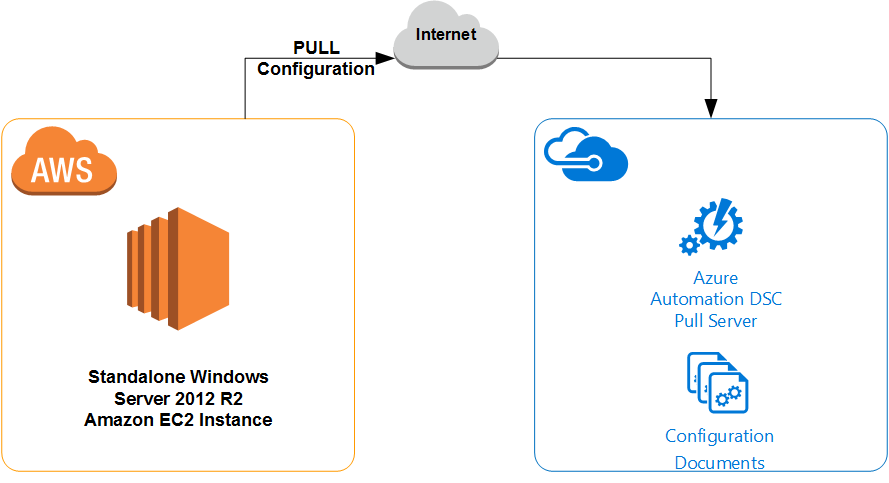 PULL
Configuration
Internet
AWS
Standalone Windows
Server 2012 R2
Amazon EC2 Instance
Azure
Automation DSC
Pull Server
Configuration
Documents